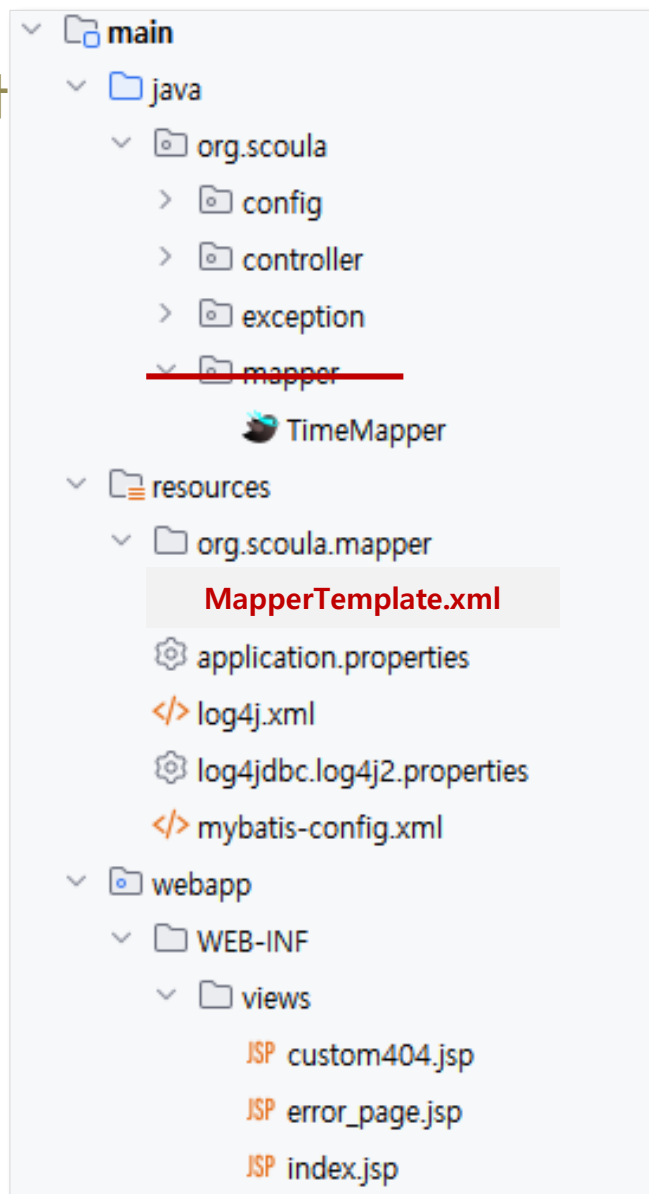 main
java
org.scoula
config
controller
exception
mapper
TimeMapper
resources
org.scoula.mapper
MapperTemplate.xml
application.properties
</> log4j.xml
log4jdbc.log4j2.properties
</> mybatis-config.xml
webapp
WEB-INF
views
JSP custom404.jsp
JSP error_page.jsp
JSP index.jsp